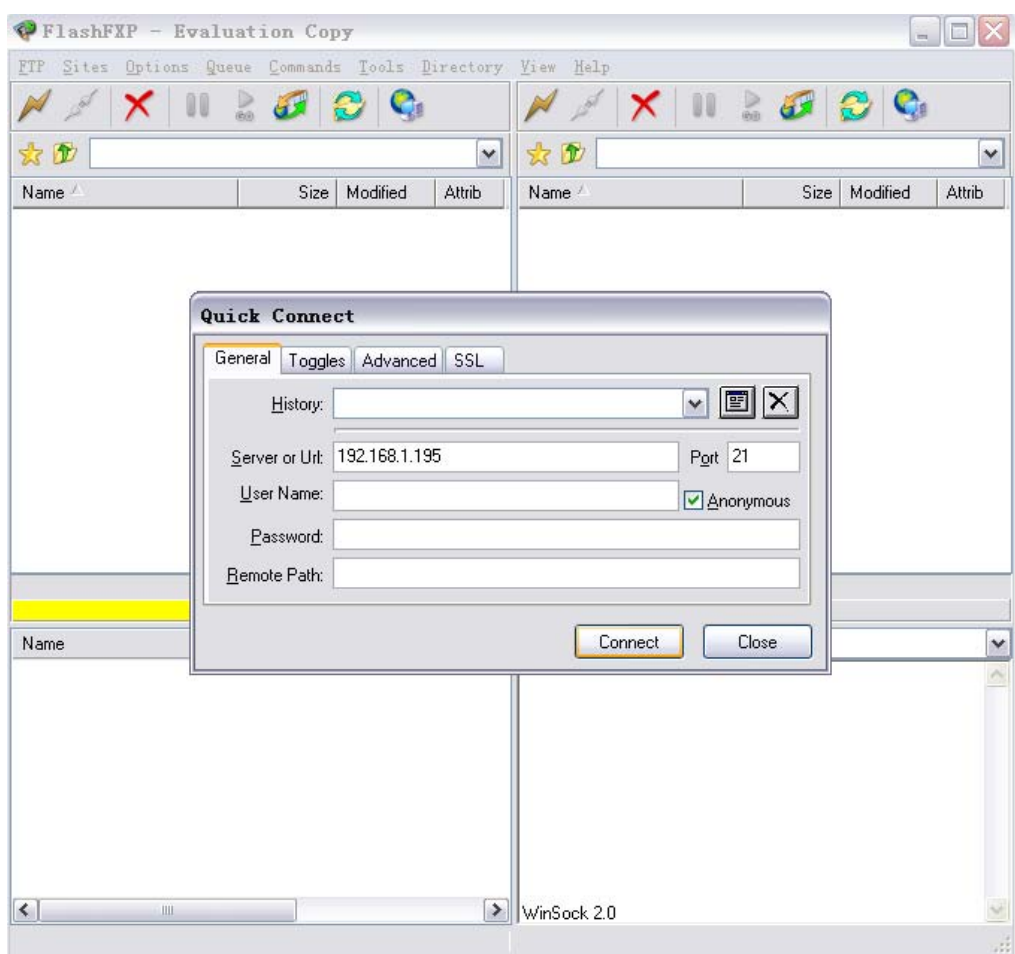 FlashFXP - Evaluation Copy
FTP Sites Options Queue Commands Tools Directory View Help
Name Size Modified Attrib Name Size Modified Attrib
Quick Connect
General Toggles Advanced SSL
History:
Server or Url: 192.168.1.195 Port 21
User Name: Anonymous
Password:
Remote Path:
Connect Close
Name
WinSock 2.0